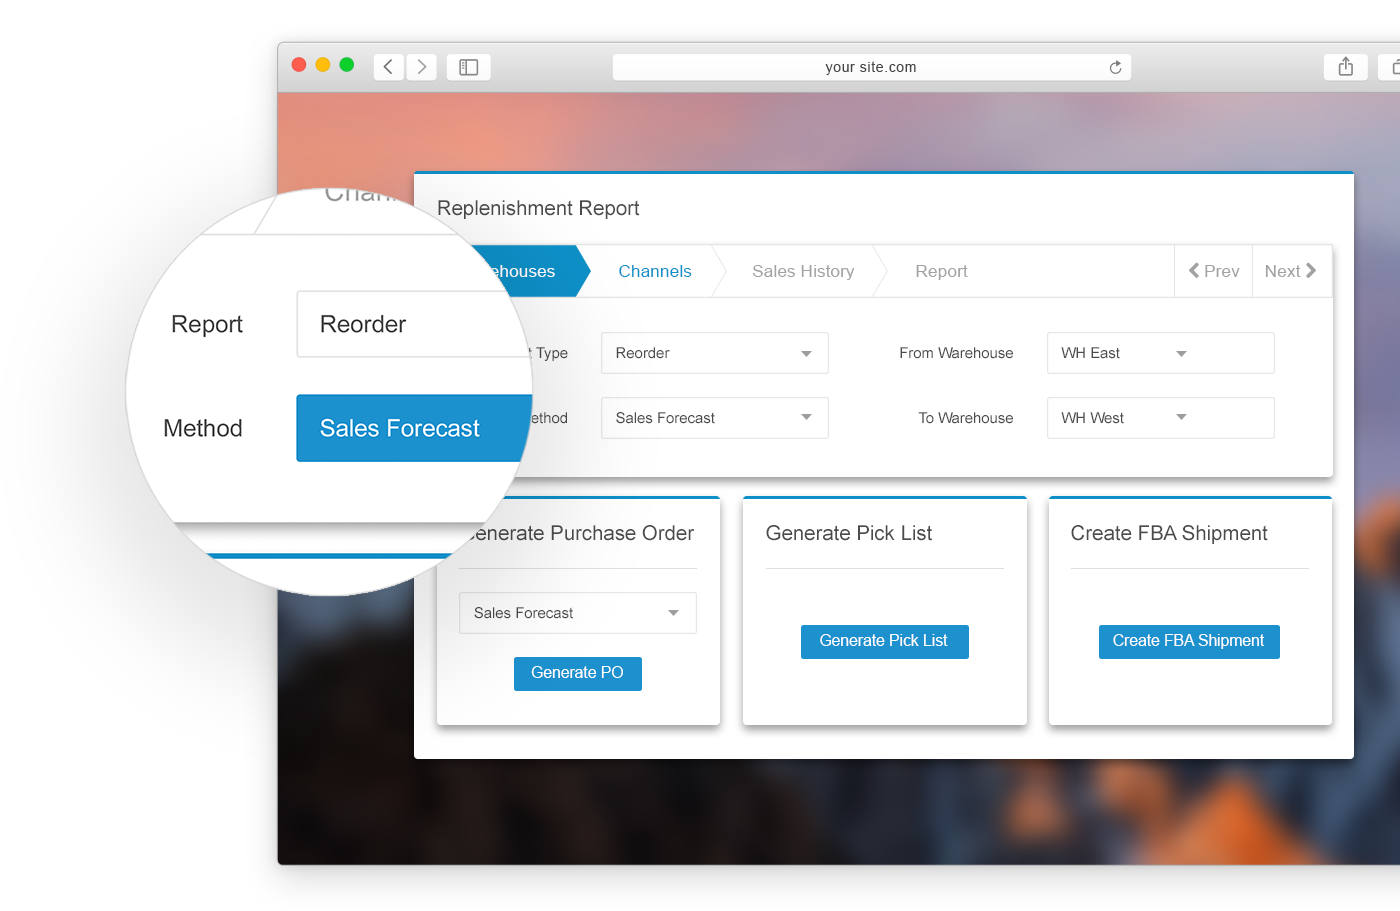 your site.com
Chan
Replenishment Report
ehouses Channels Sales History Report Prev Next
Report Reorder
Type Reorder From Warehouse WH East
Method Sales Forecast
ethod Sales Forecast To Warehouse WH West
enerate Purchase Order
Sales Forecast
Generate PO
Generate Pick List
Generate Pick List
Create FBA Shipment
Create FBA Shipment